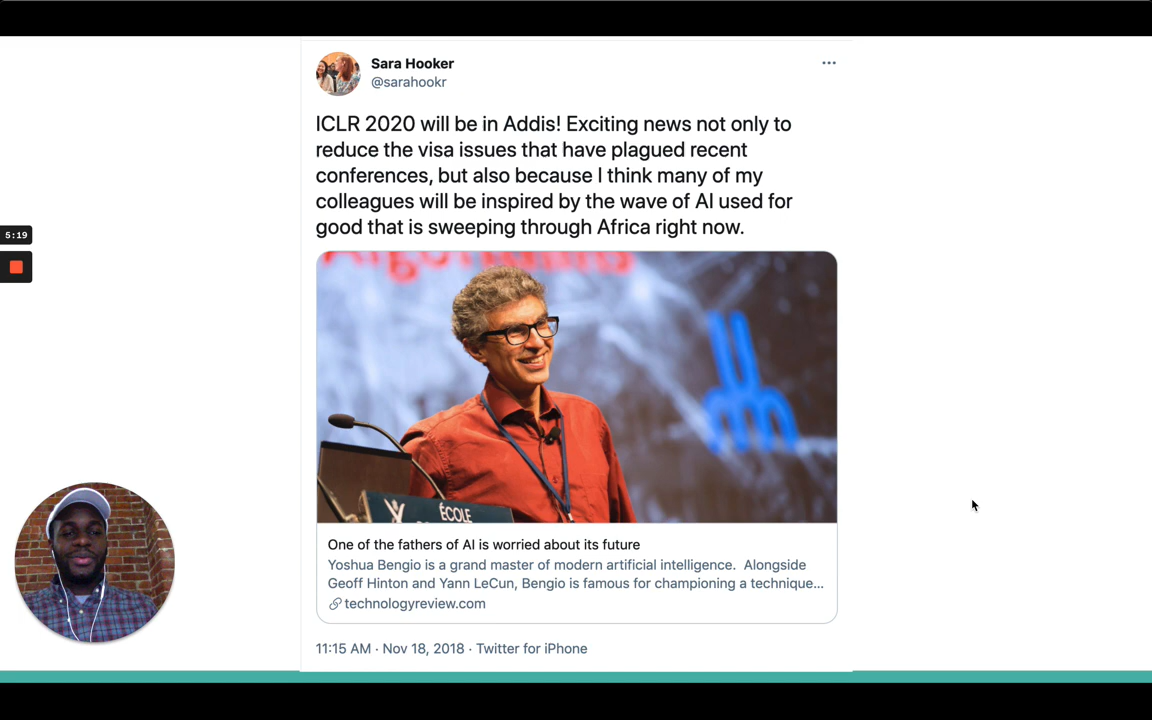 Sara Hooker
@sarahookr
ICLR 2020 will be in Addis! Exciting news not only to
reduce the visa issues that have plagued recent
conferences, but also because I think many of my
colleagues will be inspired by the wave of AI used for
good that is sweeping through Africa right now.
5:19
ÉCOLE
One of the fathers of AI is worried about its future
Yoshua Bengio is a grand master of modern artificial intelligence. Alongside
Geoff Hinton and Yann LeCun, Bengio is famous for championing a technique...
technologyreview.com
11:15 AM · Nov 18, 2018 · Twitter for iPhone